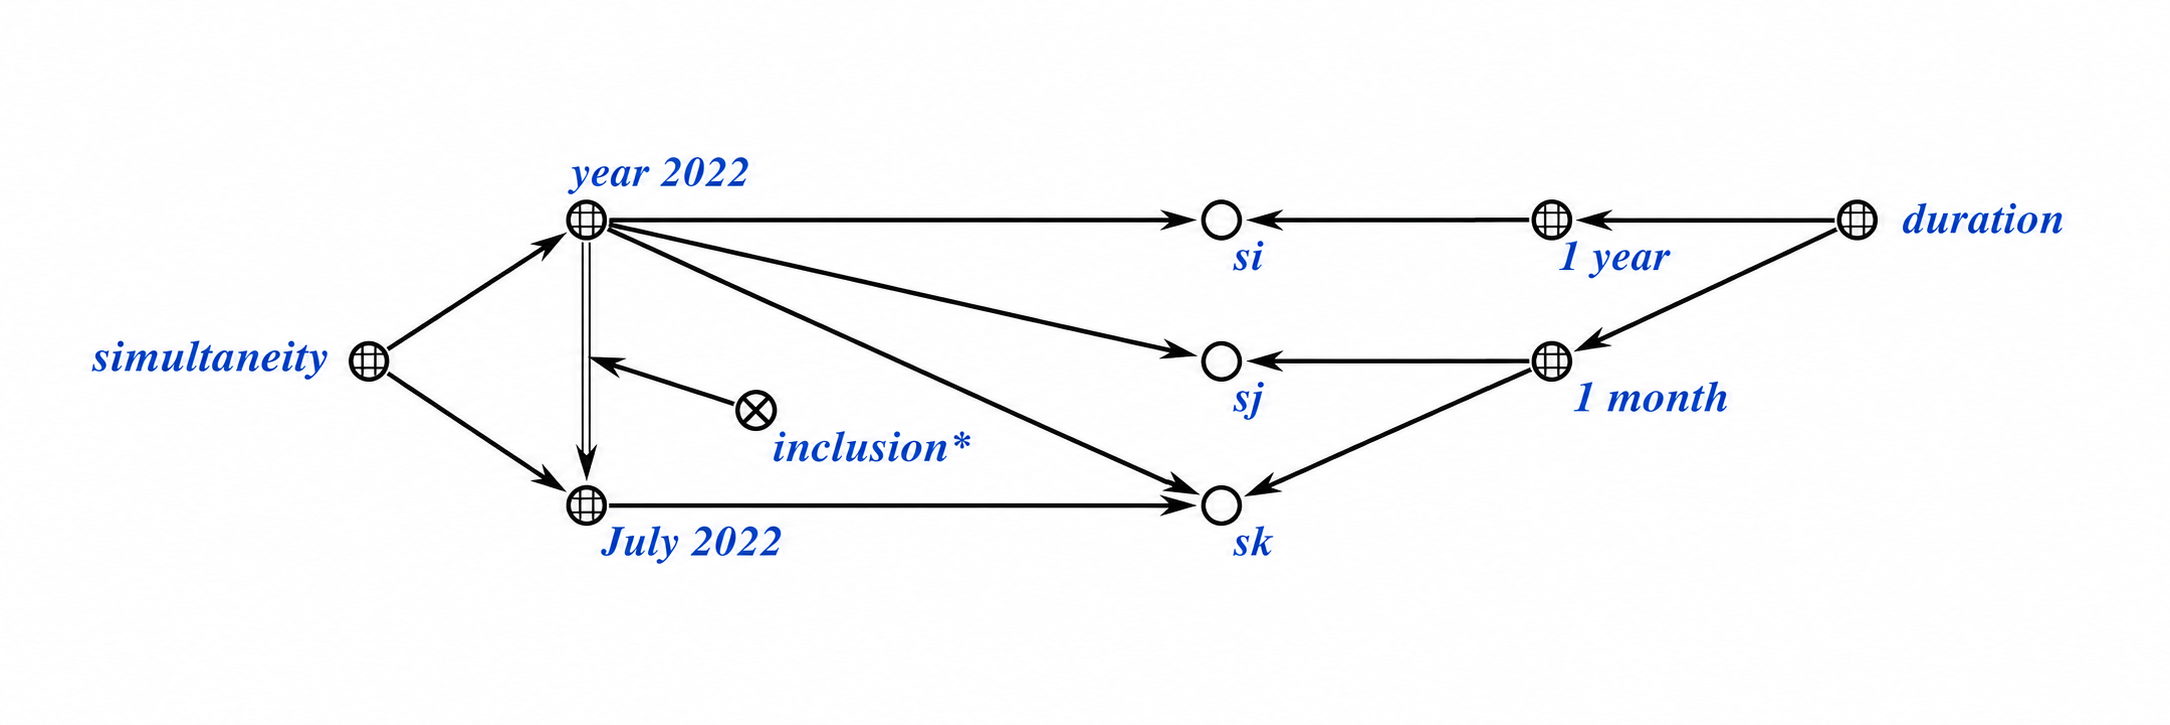 year 2022
duration
si
1 year
simultaneity
sj
1 month
inclusion*
July 2022
sk